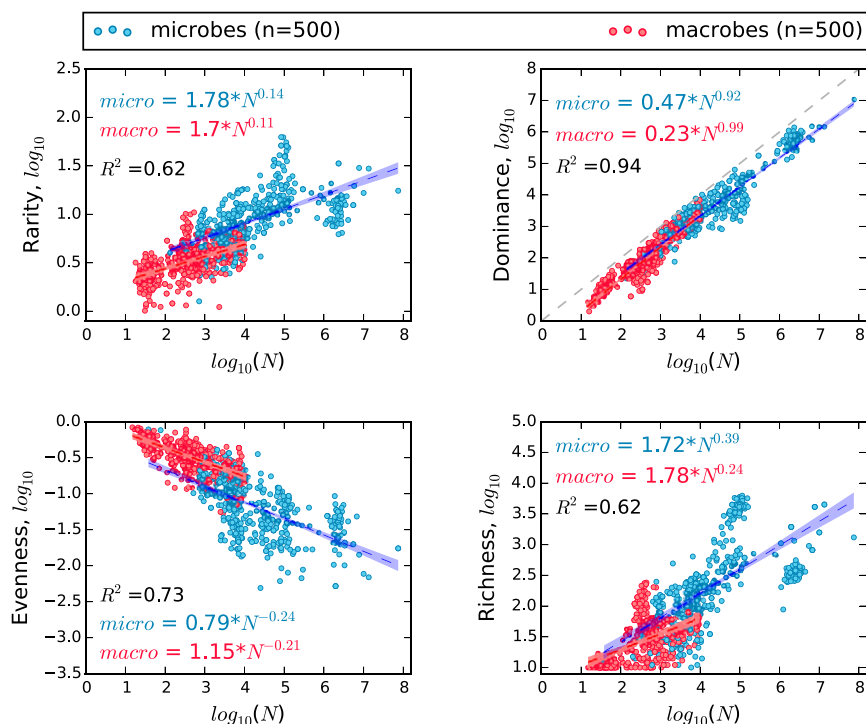 microbes (n=500) macrobes (n=500)
2.5
2.0
1.5
1.0
0.5
0.0
Rarity, log₁₀
micro = 1.78*N^0.14
macro = 1.7*N^0.11
R² =0.62
0 1 2 3 4 5 6 7 8
log₁₀(N)
8
7
6
5
4
3
2
1
0
Dominance, log₁₀
micro = 0.47*N^0.92
macro = 0.23*N^0.99
R² =0.94
0 1 2 3 4 5 6 7 8
log₁₀(N)
0.0
−0.5
−1.0
−1.5
−2.0
−2.5
−3.0
−3.5
Evenness, log₁₀
R² =0.73
micro = 0.79*N^−0.24
macro = 1.15*N^−0.21
0 1 2 3 4 5 6 7 8
log₁₀(N)
5.0
4.5
4.0
3.5
3.0
2.5
2.0
1.5
1.0
Richness, log₁₀
micro = 1.72*N^0.39
macro = 1.78*N^0.24
R² =0.62
0 1 2 3 4 5 6 7 8
log₁₀(N)